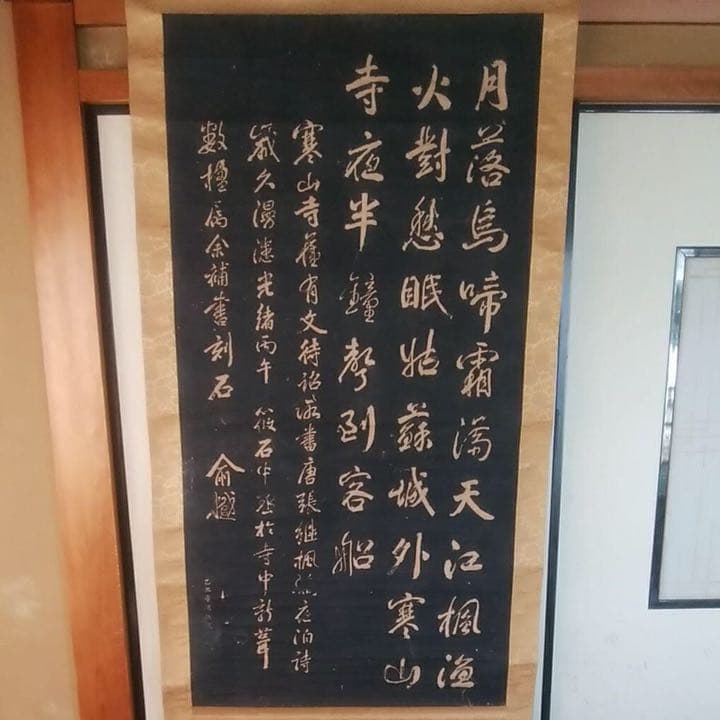 月落烏啼霜滿天江楓漁
火對愁眠姑蘇城外寒山
寺夜半鐘聲到客船
寒山寺舊有文待詔所書唐張繼楓橋夜泊詩
歲久漫漶光緒丙午 筱石中丞於寺中新葺
數楹屬余補書刻石 俞樾